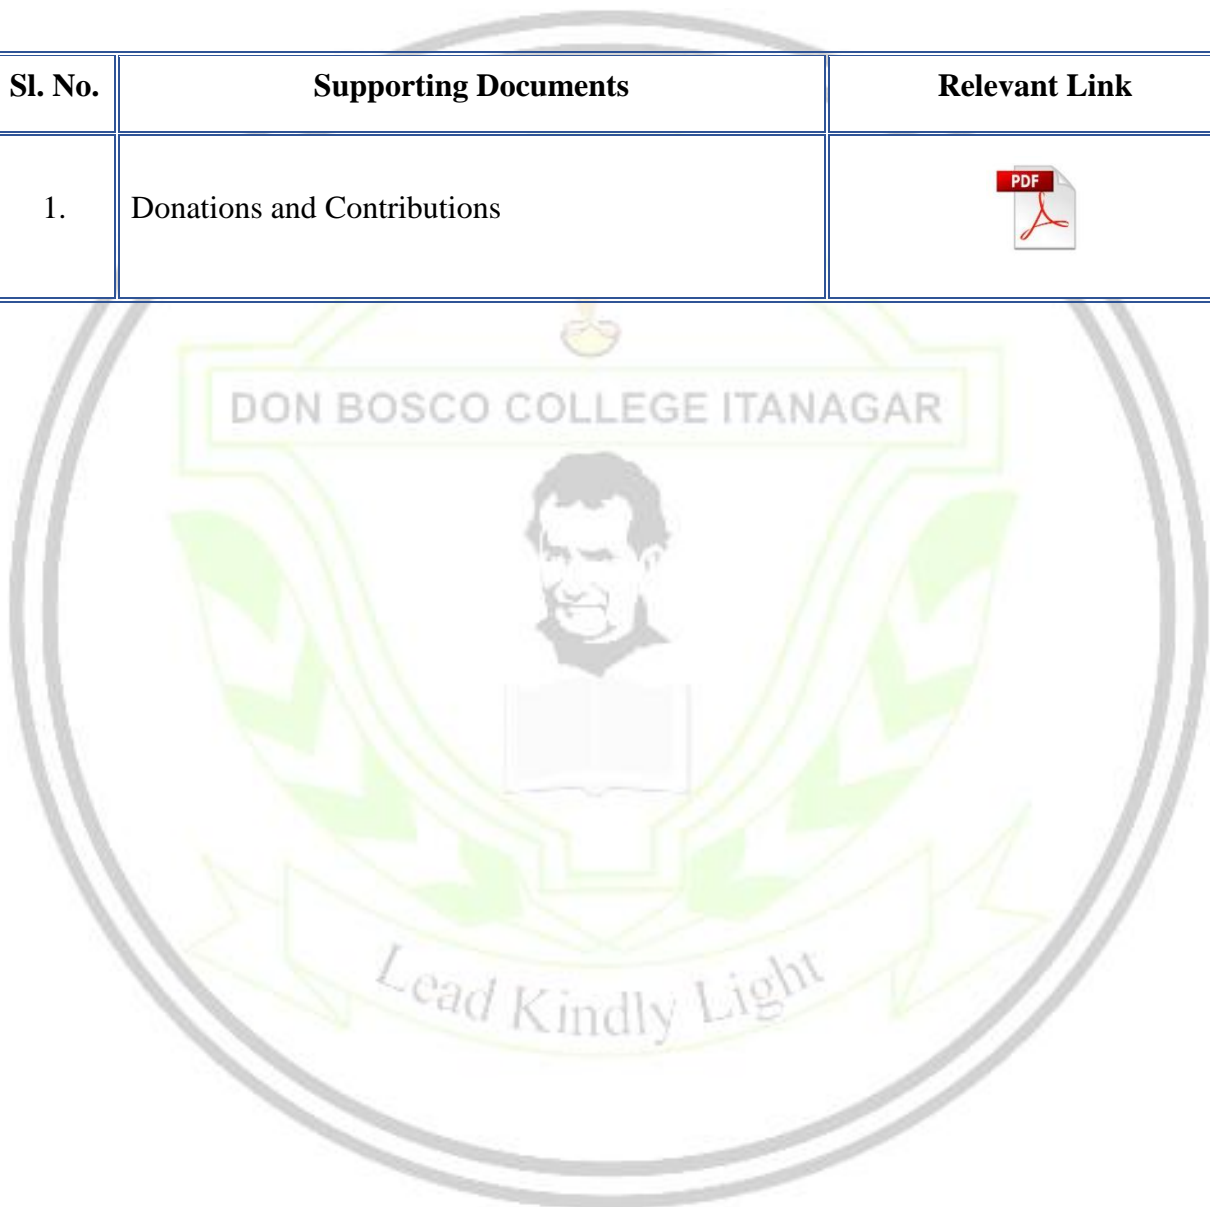 Sl. No. Supporting Documents Relevant Link
1. Donations and Contributions PDF
DON BOSCO COLLEGE ITANAGAR
Lead Kindly Light